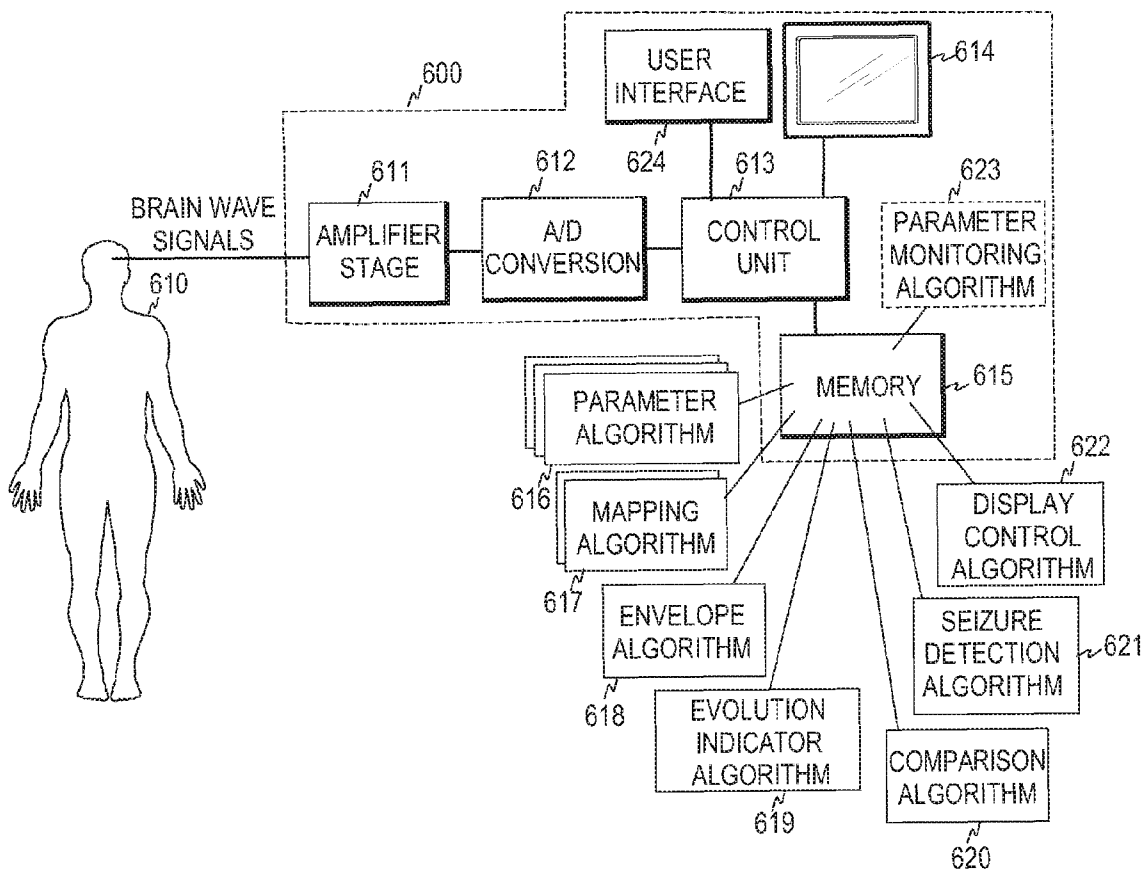 600
USER
INTERFACE
624
614
611
612
613
623
BRAIN WAVE
SIGNALS
AMPLIFIER
STAGE
A/D
CONVERSION
CONTROL
UNIT
PARAMETER
MONITORING
ALGORITHM
610
MEMORY
615
PARAMETER
ALGORITHM
616
MAPPING
ALGORITHM
617
622
DISPLAY
CONTROL
ALGORITHM
ENVELOPE
ALGORITHM
618
SEIZURE
DETECTION
ALGORITHM
621
EVOLUTION
INDICATOR
ALGORITHM
619
COMPARISON
ALGORITHM
620